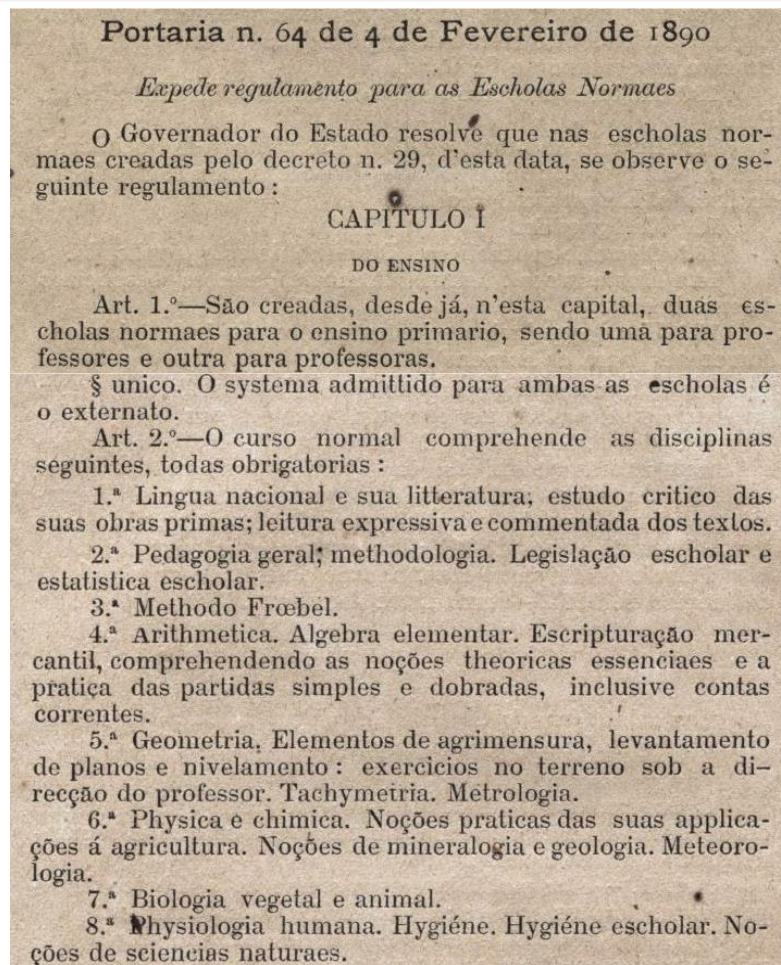 Portaria n. 64 de 4 de Fevereiro de 1890
Expede regulamento para as Escholas Normaes
O Governador do Estado resolve que nas escholas nor-
maes creadas pelo decreto n. 29, d'esta data, se observe o se-
guinte regulamento :
CAPITULO I
DO ENSINO
Art. 1.º—São creadas, desde já, n'esta capital, duas es-
cholas normaes para o ensino primario, sendo uma para pro-
fessores e outra para professoras.
§ unico. O systema admittido para ambas as escholas é
o externato.
Art. 2.º—O curso normal comprehende as disciplinas
seguintes, todas obrigatorias :
1.ª Lingua nacional e sua litteratura; estudo critico das
suas obras primas; leitura expressiva e commentada dos textos.
2.ª Pedagogia geral; methodologia. Legislação escholar e
estatistica escholar.
3.ª Methodo Frœbel.
4.ª Arithmetica. Algebra elementar. Escripturação mer-
cantil, comprehendendo as noções theoricas essenciaes e a
pratica das partidas simples e dobradas, inclusive contas
correntes.
5.ª Geometria. Elementos de agrimensura, levantamento
de planos e nivelamento : exercicios no terreno sob a di-
recção do professor. Tachymetria. Metrologia.
6.ª Physica e chimica. Noções praticas das suas applica-
ções á agricultura. Noções de mineralogia e geologia. Meteoro-
logia.
7.ª Biologia vegetal e animal.
8.ª Physiologia humana. Hygiéne. Hygiéne escholar. No-
ções de sciencias naturaes.